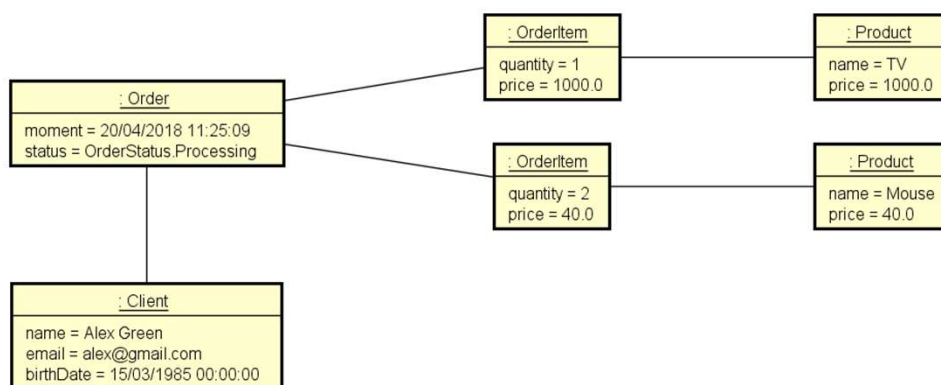 : Order
moment = 20/04/2018 11:25:09
status = OrderStatus.Processing
: OrderItem
quantity = 1
price = 1000.0
: Product
name = TV
price = 1000.0
: OrderItem
quantity = 2
price = 40.0
: Product
name = Mouse
price = 40.0
: Client
name = Alex Green
email = alex@gmail.com
birthDate = 15/03/1985 00:00:00